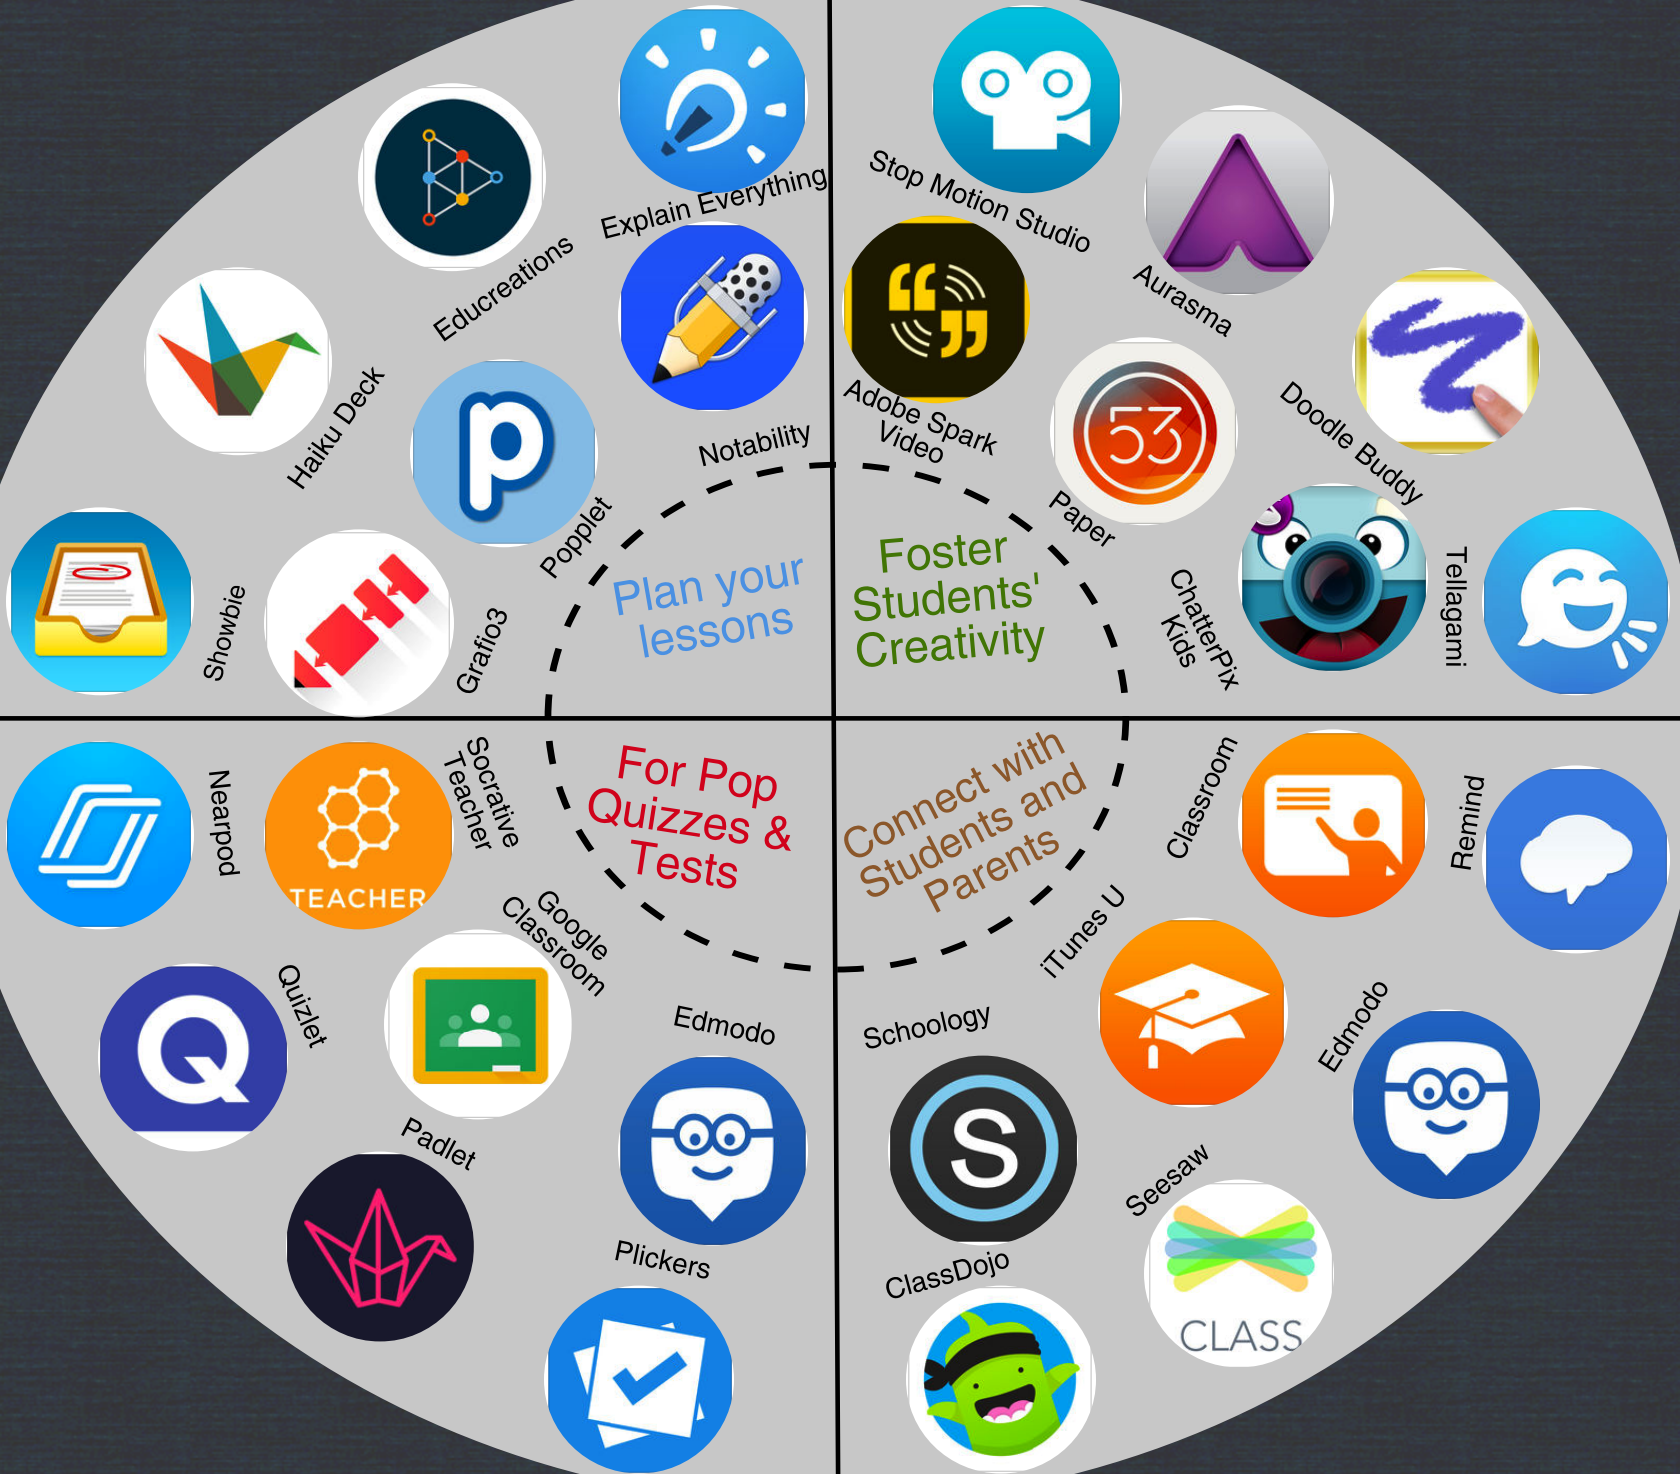 Explain Everything
Educreations
Haiku Deck
Notability
Popplet
Showbie
Grafio3
Plan your
lessons
Stop Motion Studio
Aurasma
Adobe Spark
Video
53
Paper
Doodle Buddy
ChatterPix
Kids
Tellagami
Foster
Students'
Creativity
Nearpod
Socrative
Teacher
TEACHER
For Pop
Quizzes &
Tests
Google
Classroom
Quizlet
Edmodo
Padlet
Plickers
Connect with
Students and
Parents
Classroom
Remind
iTunes U
Schoology
S
Edmodo
Seesaw
CLASS
ClassDojo